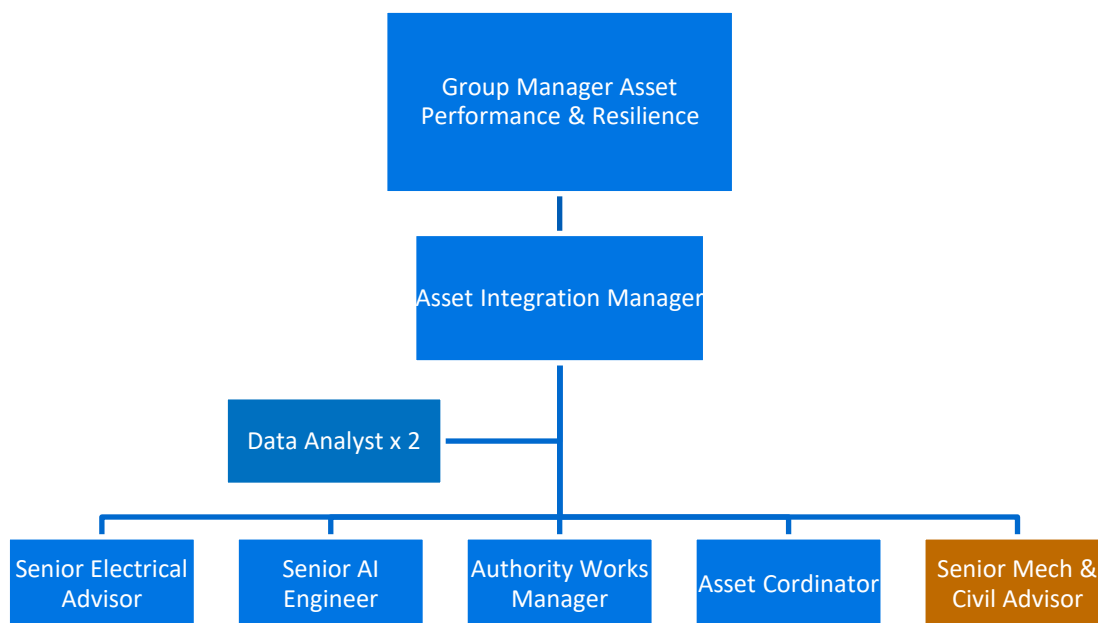 Group Manager Asset
Performance & Resilience
Asset Integration Manager
Data Analyst x 2
Senior Electrical
Advisor
Senior AI
Engineer
Authority Works
Manager
Asset Cordinator
Senior Mech &
Civil Advisor